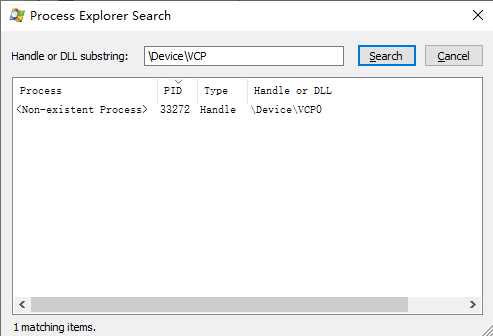 Process Explorer Search
Handle or DLL substring: \Device\VCP Search Cancel
Process PID Type Handle or DLL
<Non-existent Process> 33272 Handle \Device\VCP0
1 matching items.